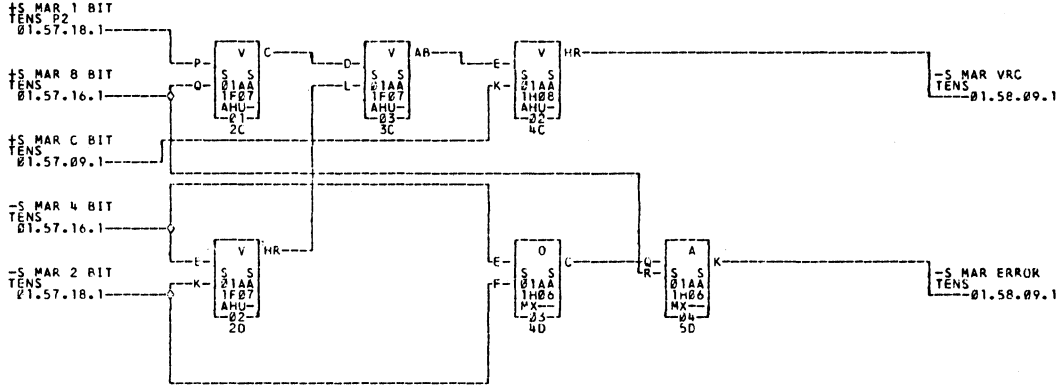 +S MAR 1 BIT
TENS P2
01.57.18.1
+S MAR 8 BIT
TENS
01.57.16.1
+S MAR C BIT
TENS
01.57.09.1
-S MAR 4 BIT
TENS
01.57.16.1
-S MAR 2 BIT
TENS
01.57.18.1
P
Q
V
C
S S
01AA
1F07
AHU-
01
2C
D
L
V
AB
S S
01AA
1F07
AHU-
03
3C
E
K
V
HR
S S
01AA
1H08
AHU-
02
4C
-S MAR VRC
TENS
01.58.09.1
E
K
V
HR
S S
01AA
1F07
AHU-
02
2D
E
F
O
C
S S
01AA
1H06
MX--
03
4D
Q
R
A
K
S S
01AA
1H06
MX--
04
5D
-S MAR ERROR
TENS
01.58.09.1